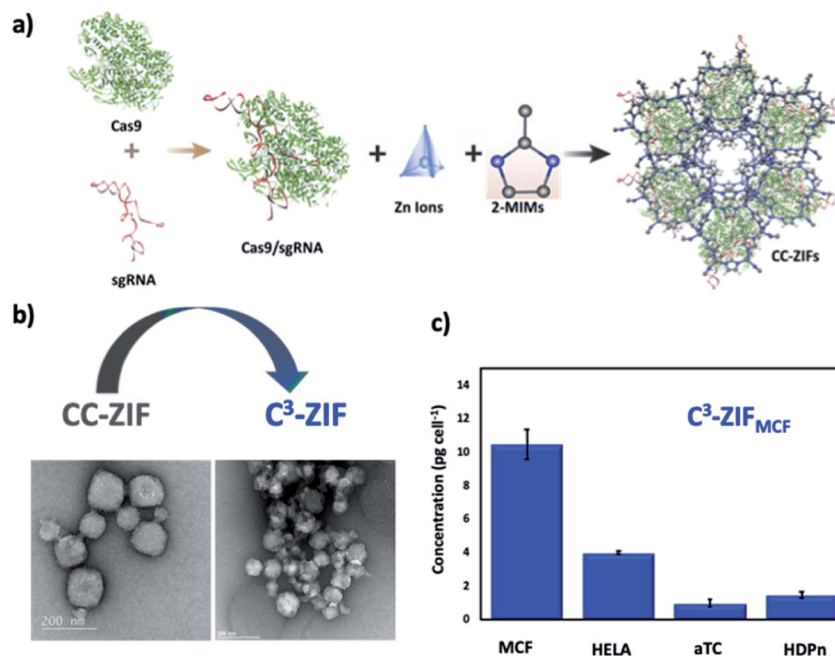 a)
Cas9
+
sgRNA
Cas9/sgRNA
+
Zn Ions
+
2-MIMs
CC-ZIFs
b)
CC-ZIF
C³-ZIF
200 nm
c)
C³-ZIF_MCF
Concentration (pg cell⁻¹)
14
12
10
8
6
4
2
0
MCF
HELA
aTC
HDPn